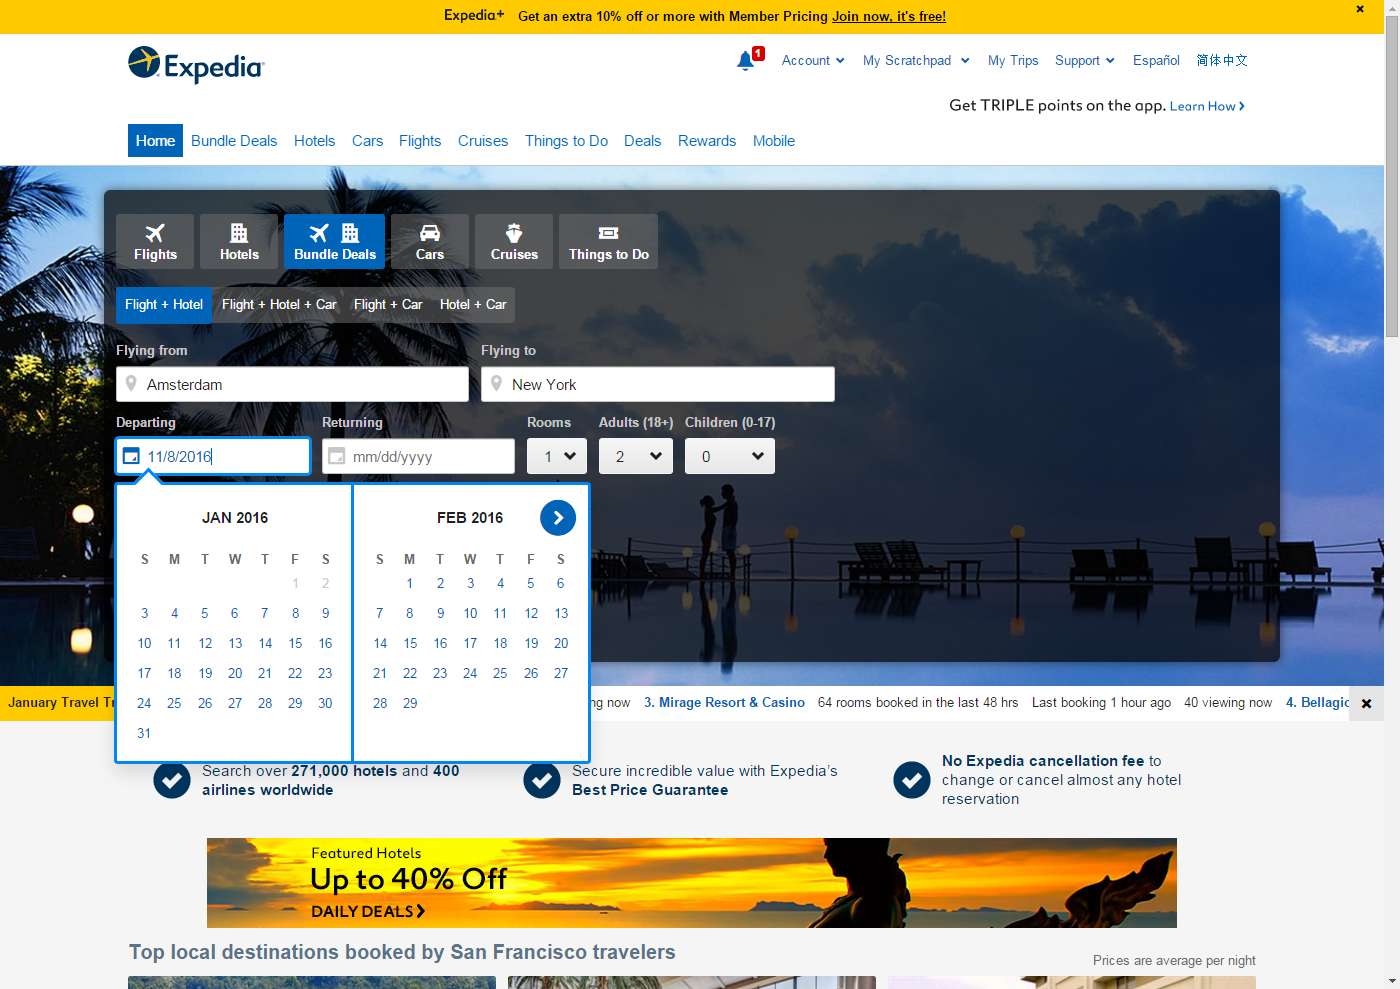 Expedia+ Get an extra 10% off or more with Member Pricing Join now, it's free!
Expedia
1
Account My Scratchpad My Trips Support Español 简体中文
Get TRIPLE points on the app. Learn How
Home Bundle Deals Hotels Cars Flights Cruises Things to Do Deals Rewards Mobile
Flights Hotels Bundle Deals Cars Cruises Things to Do
Flight + Hotel Flight + Hotel + Car Flight + Car Hotel + Car
Flying from Flying to
Amsterdam New York
Departing Returning Rooms Adults (18+) Children (0-17)
11/8/2016 mm/dd/yyyy 1 2 0
JAN 2016 FEB 2016
S M T W T F S S M T W T F S
1 2 1 2 3 4 5 6
3 4 5 6 7 8 9 7 8 9 10 11 12 13
10 11 12 13 14 15 16 14 15 16 17 18 19 20
17 18 19 20 21 22 23 21 22 23 24 25 26 27
24 25 26 27 28 29 30 28 29
31
January Travel Tr ng now 3. Mirage Resort & Casino 64 rooms booked in the last 48 hrs Last booking 1 hour ago 40 viewing now 4. Bellagio
Search over 271,000 hotels and 400
airlines worldwide
Secure incredible value with Expedia's
Best Price Guarantee
No Expedia cancellation fee to
change or cancel almost any hotel
reservation
Featured Hotels
Up to 40% Off
DAILY DEALS
Top local destinations booked by San Francisco travelers
Prices are average per night